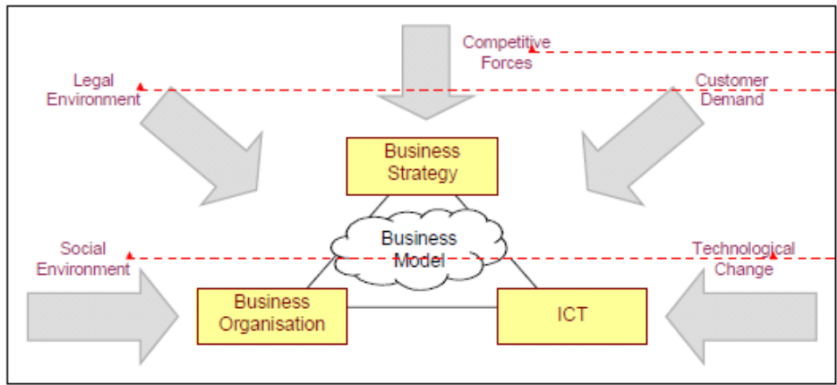 Competitive
Forces
Legal
Environment
Customer
Demand
Business
Strategy
Business
Model
Social
Environment
Technological
Change
Business
Organisation
ICT